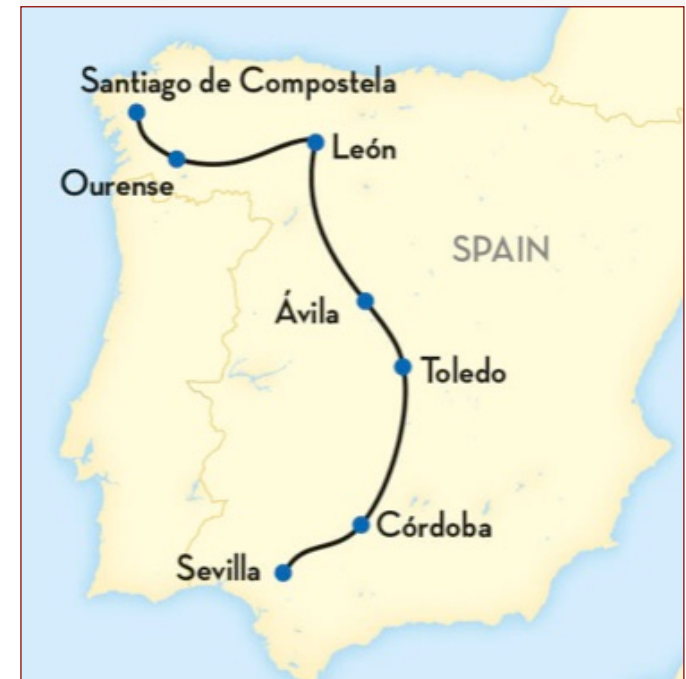 Santiago de Compostela
León
Ourense
SPAIN
Ávila
Toledo
Córdoba
Sevilla